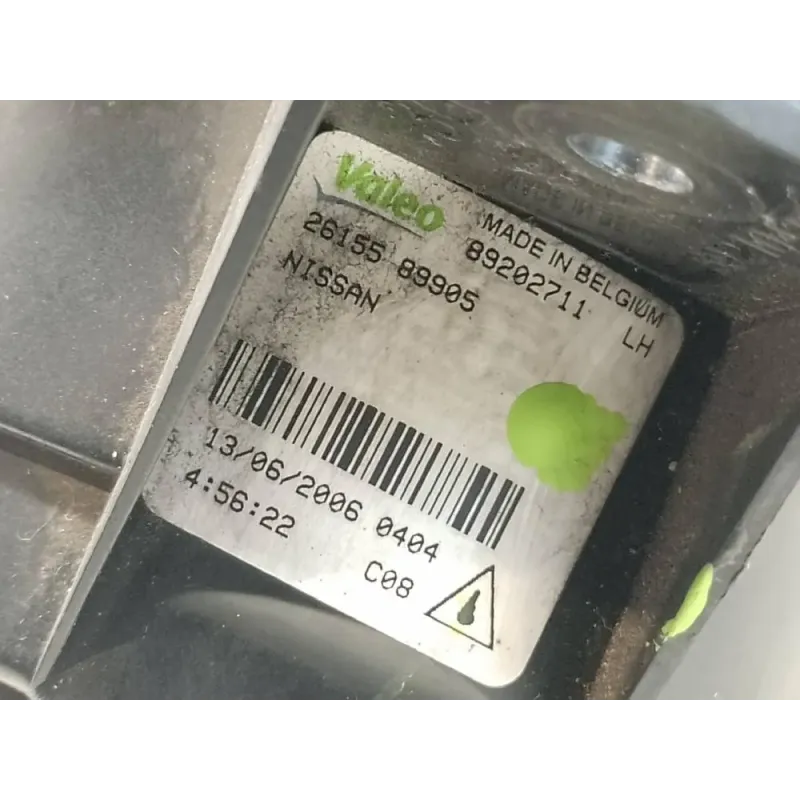 Valeo MADE IN BELGIUM
89202711 LH
26155 89905
NISSAN
13/06/2006 0404
4:56:22 C08